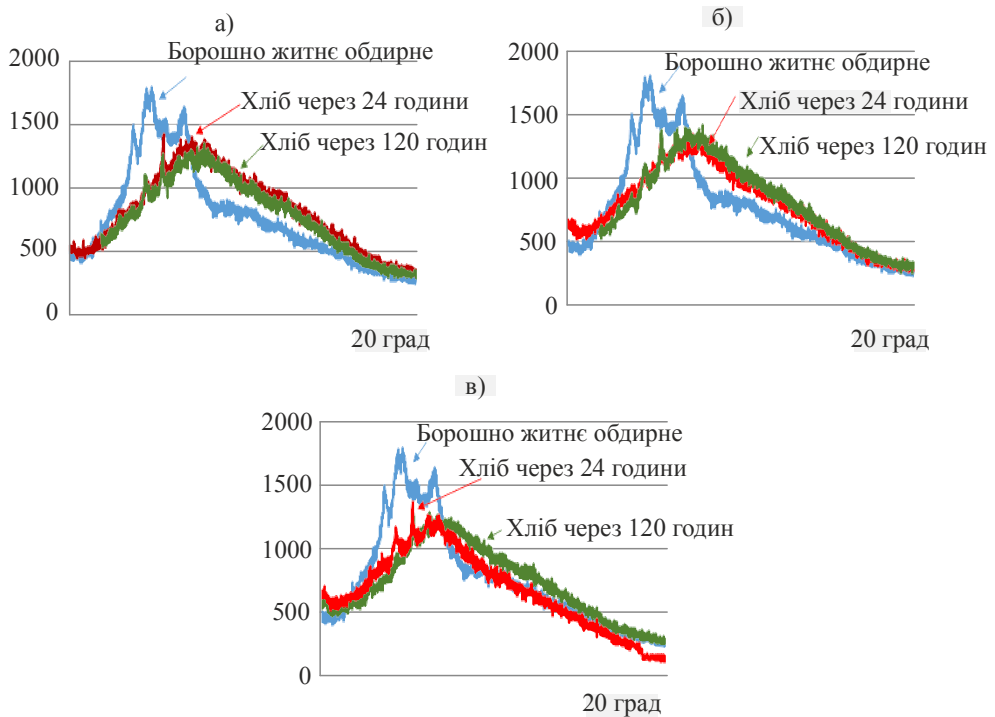 а)
2000
Борошно житнє обдирне
Хліб через 24 години
1500
Хліб через 120 годин
1000
500
0
20 град
б)
2000
Борошно житнє обдирне
1500
Хліб через 24 години
Хліб через 120 годин
1000
500
0
20 град
в)
2000
Борошно житнє обдирне
Хліб через 24 години
1500
Хліб через 120 годин
1000
500
0
20 град